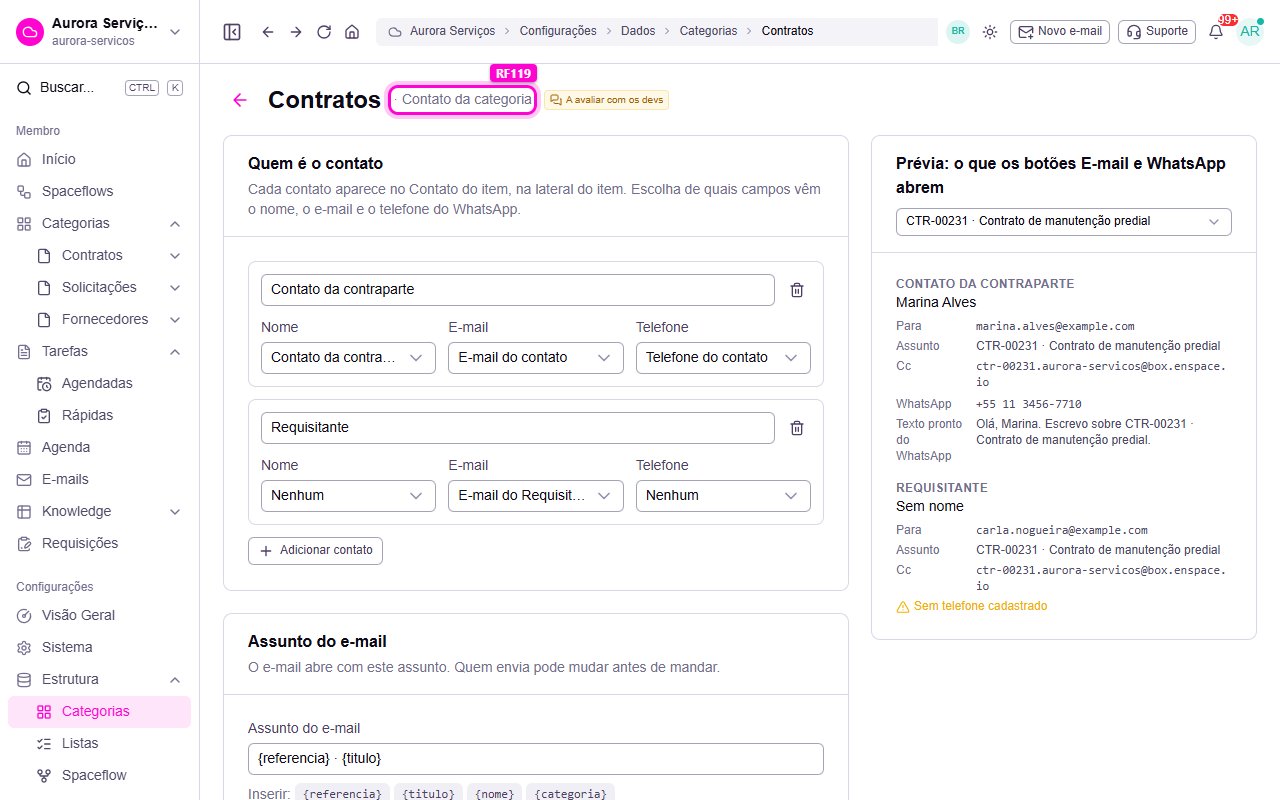 Aurora Serviç...
aurora-servicos
Aurora Serviços > Configurações > Dados > Categorias > Contratos
BR
Novo e-mail
Suporte
99+
AR
Buscar...
CTRL
K
Membro
Início
Spaceflows
Categorias
Contratos
Solicitações
Fornecedores
Tarefas
Agendadas
Rápidas
Agenda
E-mails
Knowledge
Requisições
Configurações
Visão Geral
Sistema
Estrutura
Categorias
Listas
Spaceflow
RF119
Contratos · Contato da categoria
A avaliar com os devs
Quem é o contato
Cada contato aparece no Contato do item, na lateral do item. Escolha de quais campos vêm
o nome, o e-mail e o telefone do WhatsApp.
Contato da contraparte
Nome E-mail Telefone
Contato da contra... E-mail do contato Telefone do contato
Requisitante
Nome E-mail Telefone
Nenhum E-mail do Requisit... Nenhum
Adicionar contato
Assunto do e-mail
O e-mail abre com este assunto. Quem envia pode mudar antes de mandar.
Assunto do e-mail
{referencia} · {titulo}
Inserir: {referencia} {titulo} {nome} {categoria}
Prévia: o que os botões E-mail e WhatsApp
abrem
CTR-00231 · Contrato de manutenção predial
CONTATO DA CONTRAPARTE
Marina Alves
Para marina.alves@example.com
Assunto CTR-00231 · Contrato de manutenção predial
Cc ctr-00231.aurora-servicos@box.enspace.
io
WhatsApp +55 11 3456-7710
Texto pronto Olá, Marina. Escrevo sobre CTR-00231 ·
do Contrato de manutenção predial.
WhatsApp
REQUISITANTE
Sem nome
Para carla.nogueira@example.com
Assunto CTR-00231 · Contrato de manutenção predial
Cc ctr-00231.aurora-servicos@box.enspace.
io
Sem telefone cadastrado